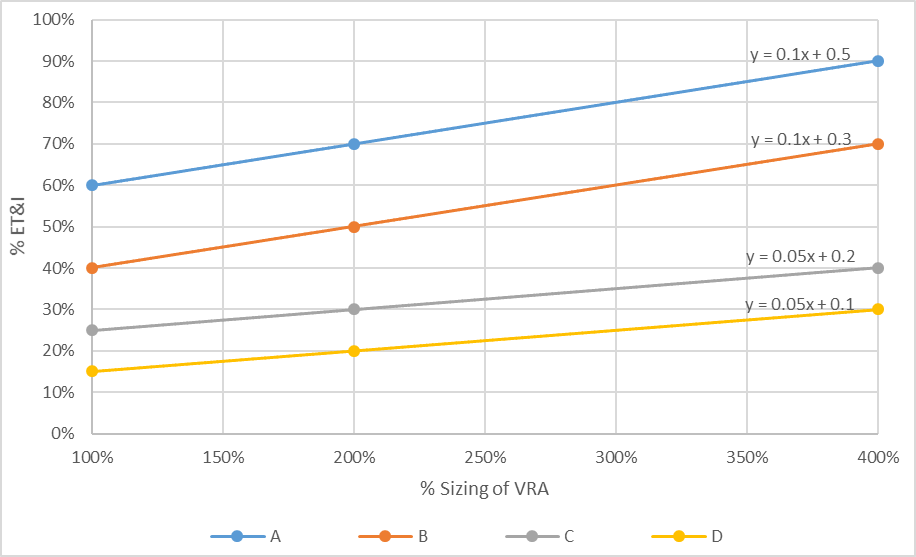 100%
90%
80%
70%
60%
50%
40%
30%
20%
10%
0%
% ET&I
y = 0.1x + 0.5
y = 0.1x + 0.3
y = 0.05x + 0.2
y = 0.05x + 0.1
100% 150% 200% 250% 300% 350% 400%
% Sizing of VRA
A B C D